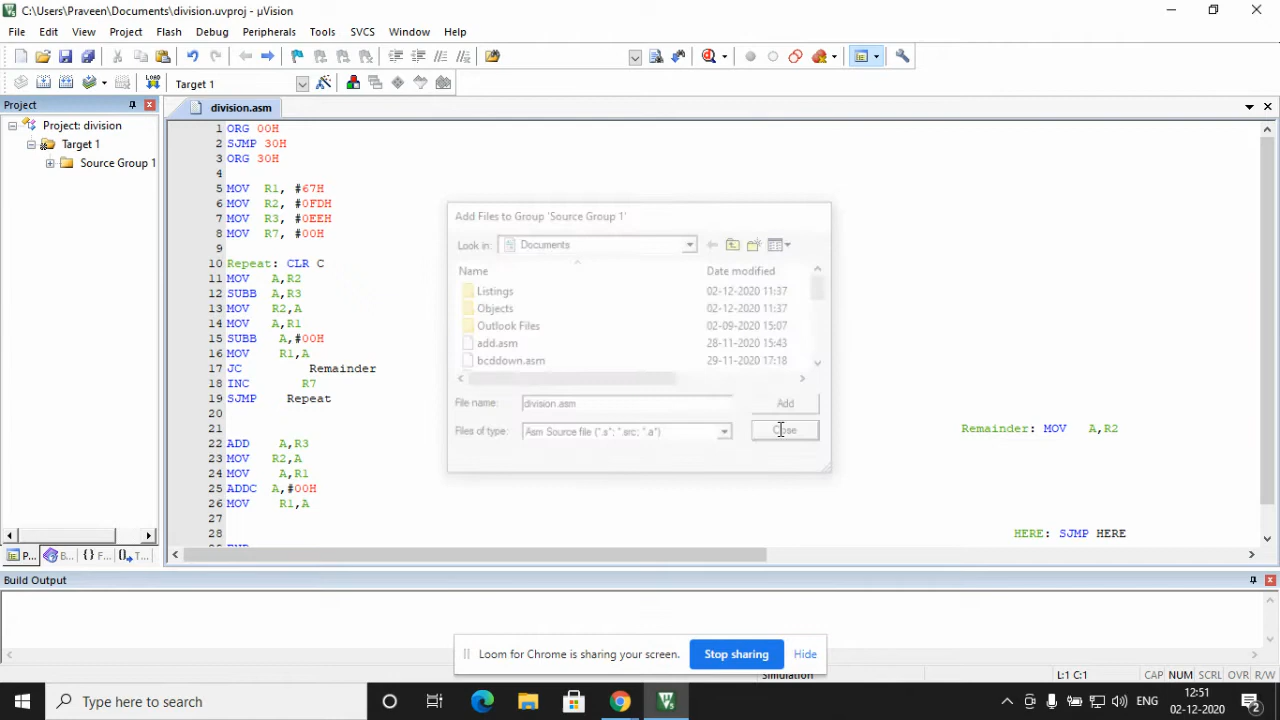 C:\Users\Praveen\Documents\division.uvproj - µVision
File Edit View Project Flash Debug Peripherals Tools SVCS Window Help
Target 1
Project
division.asm
Project: division
Target 1
Source Group 1
1 ORG 00H
2 SJMP 30H
3 ORG 30H
4
5 MOV R1, #67H
6 MOV R2, #0FDH
7 MOV R3, #0EEH
8 MOV R7, #00H
10 Repeat: CLR C
11 MOV A,R2
12 SUBB A,R3
13 MOV R2,A
14 MOV A,R1
15 SUBB A,#00H
16 MOV R1,A
17 JC Remainder
18 INC R7
19 SJMP Repeat
20
21 Remainder: MOV A,R2
22 ADD A,R3
23 MOV R2,A
24 MOV A,R1
25 ADDC A,#00H
26 MOV R1,A
27
28 HERE: SJMP HERE
Add Files to Group 'Source Group 1'
Look in: Documents
Name Date modified
Listings 02-12-2020 11:37
Objects 02-12-2020 11:37
Outlook Files 02-09-2020 15:07
add.asm 28-11-2020 15:43
bcddown.asm 29-11-2020 17:18
File name: division.asm Add
Files of type: Asm Source file (*.s*; *.src; *.a*) Close
P... B... {} F... T...
Build Output
Loom for Chrome is sharing your screen. Stop sharing Hide
Simulation L:1 C:1 CAP NUM SCRL OVR R/W
Type here to search
ENG
12:51
02-12-2020
2